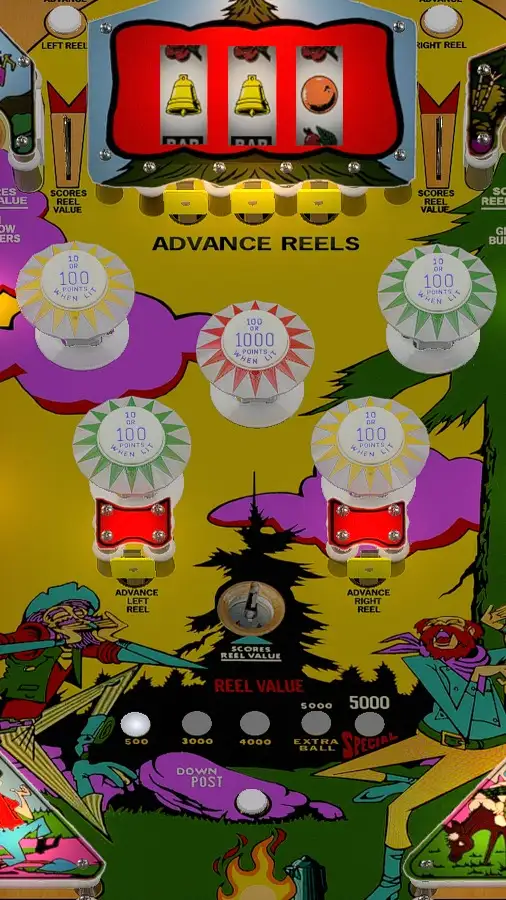 ADVANCE
ADVANCE
LEFT REEL
RIGHT REEL
BAR
BAR
SCORES
REEL
VALUE
SCORES
REEL
VALUE
ADVANCE REELS
10
OR
100
POINTS
WHEN LIT
10
OR
100
POINTS
WHEN LIT
100
OR
1000
POINTS
WHEN LIT
10
OR
100
POINTS
WHEN LIT
10
OR
100
POINTS
WHEN LIT
ADVANCE
LEFT
REEL
ADVANCE
RIGHT
REEL
SCORES
REEL VALUE
REEL VALUE
500
3000
4000
5000
EXTRA
BALL
5000
SPECIAL
DOWN
POST